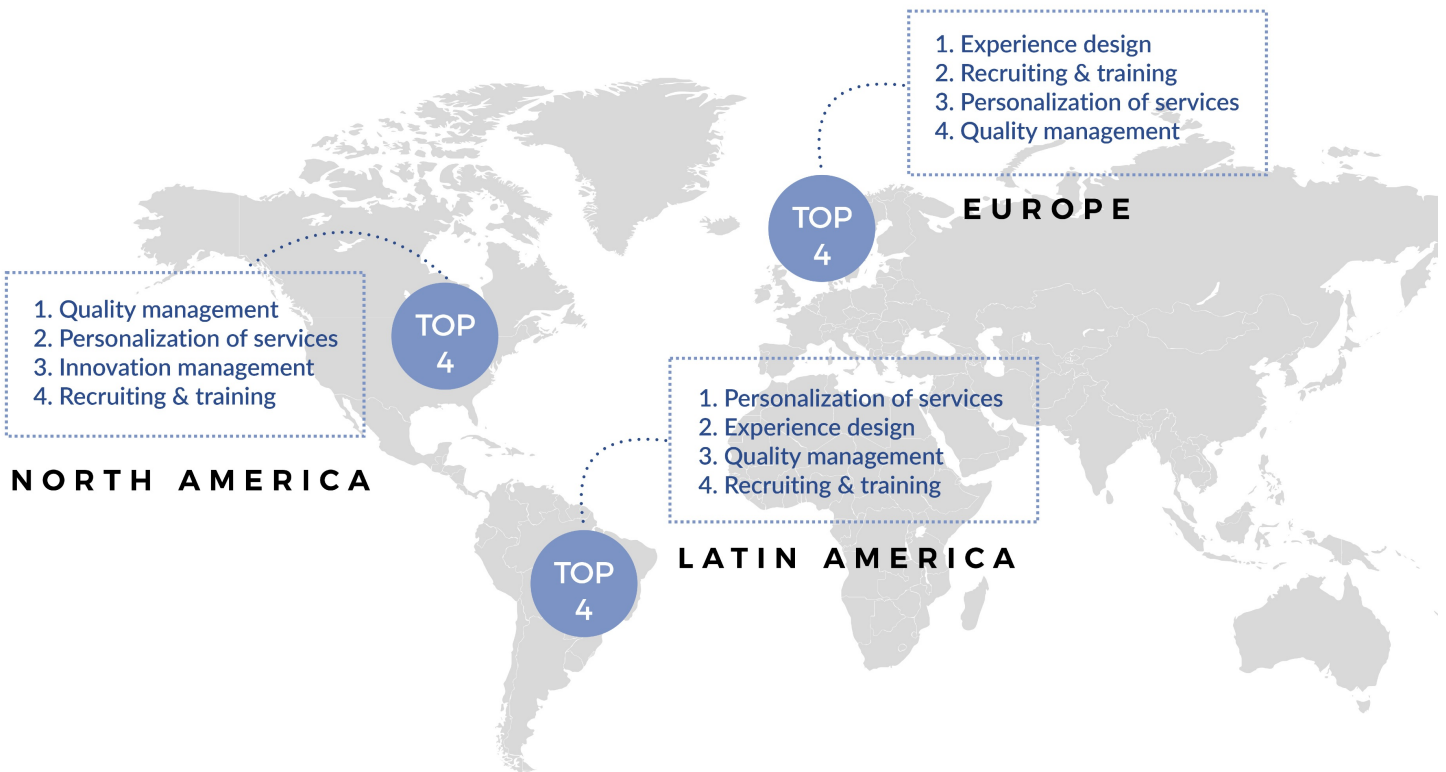 1. Experience design
2. Recruiting & training
3. Personalization of services
4. Quality management
TOP
4
EUROPE
1. Quality management
2. Personalization of services
3. Innovation management
4. Recruiting & training
TOP
4
NORTH AMERICA
1. Personalization of services
2. Experience design
3. Quality management
4. Recruiting & training
TOP
4
LATIN AMERICA